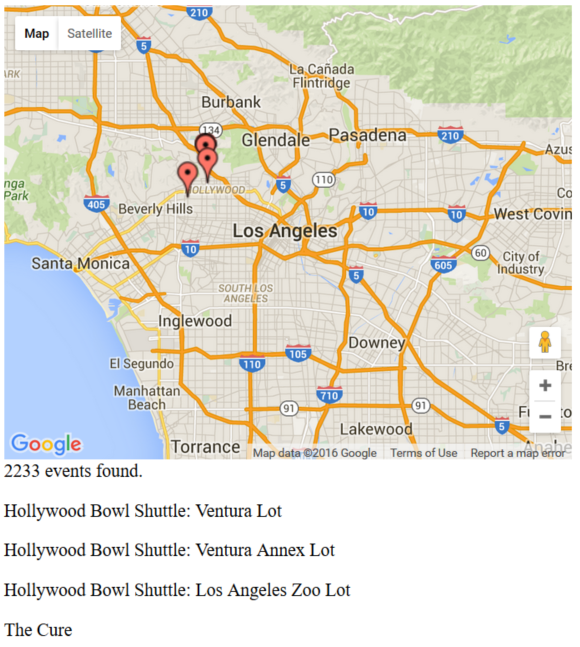 210
Map Satellite
5
La Cañada
Flintridge
ARK
Burbank
134
Glendale
Pasadena
210
Azus
110
5
HOLLYWOOD
nga
Park
405
Beverly Hills
10
10
West Covin
Co
Los Angeles
10
60
City of
Industry
Santa Monica
605
5
SOUTH LOS
ANGELES
Inglewood
105
Downey
El Segundo
110
Bre
Manhattan
Beach
710
91
91
Lakewood
5
Google
Torrance
Map data ©2016 Google Terms of Use Report a map error
2233 events found.
Hollywood Bowl Shuttle: Ventura Lot
Hollywood Bowl Shuttle: Ventura Annex Lot
Hollywood Bowl Shuttle: Los Angeles Zoo Lot
The Cure